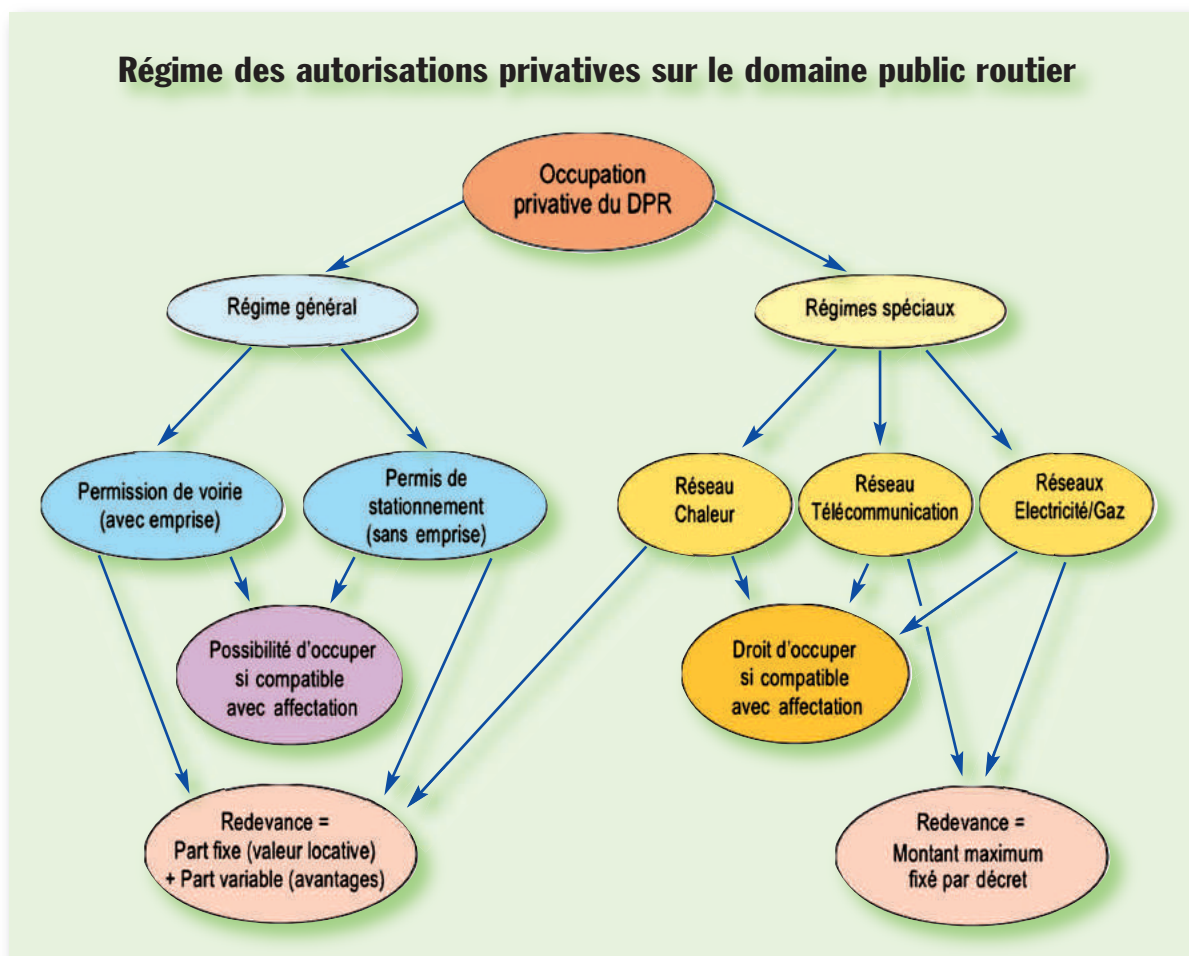 Régime des autorisations privatives sur le domaine public routier
Occupation
privative du DPR
Régime général
Régimes spéciaux
Permission de voirie
(avec emprise)
Permis de
stationnement
(sans emprise)
Réseau
Chaleur
Réseau
Télécommunication
Réseaux
Electricité/Gaz
Possibilité d'occuper
si compatible
avec affectation
Droit d'occuper
si compatible
avec affectation
Redevance =
Part fixe (valeur locative)
+ Part variable (avantages)
Redevance =
Montant maximum
fixé par décret